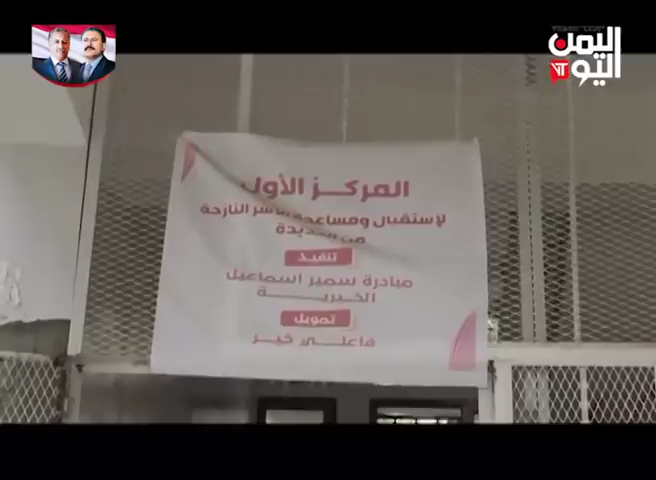 اليمن
اليوم
المركز الأول
لإستقبال ومساعدة الأسر النازحة
من الحديدة
تنفيذ
مبادرة سمير اسماعيل
الخيرية
تمويل
فاعلي خير